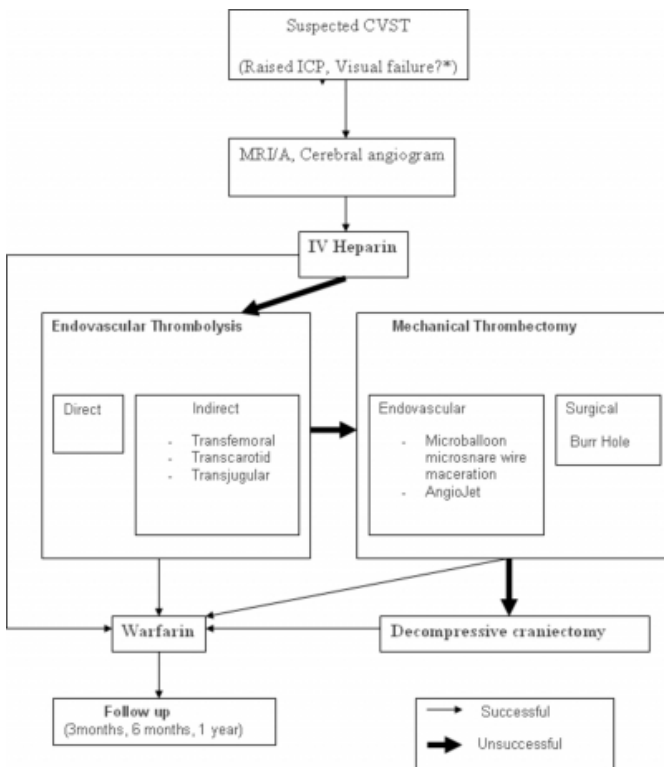 Suspected CVST
(Raised ICP, Visual failure?*)
MRI/A, Cerebral angiogram
IV Heparin
Endovascular Thrombolysis
Direct
Indirect
- Transfemoral
- Transcarotid
- Transjugular
Mechanical Thrombectomy
Endovascular
- Microballoon
microsnare wire
maceration
- AngioJet
Surgical
Burr Hole
Warfarin
Decompressive craniectomy
Follow up
(3months, 6 months, 1 year)
Successful
Unsuccessful